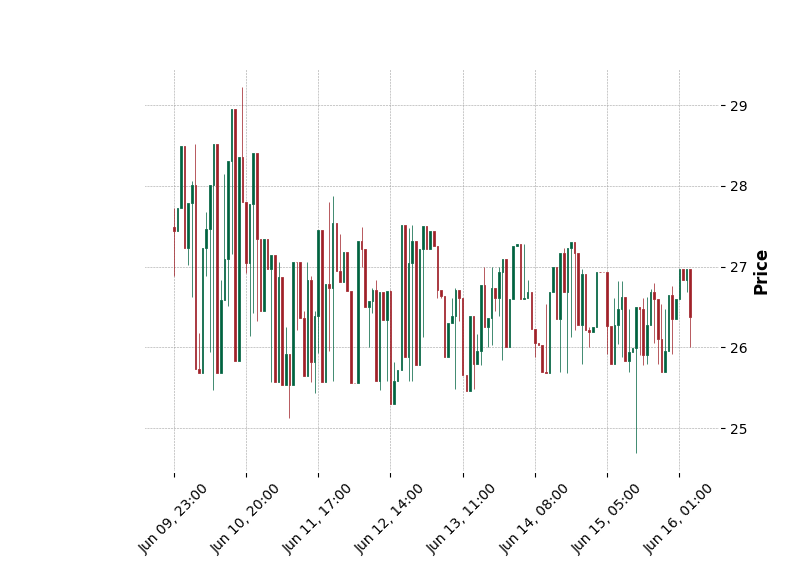 29
28
27
26
25
Price
Jun 09, 23:00
Jun 10, 20:00
Jun 11, 17:00
Jun 12, 14:00
Jun 13, 11:00
Jun 14, 08:00
Jun 15, 05:00
Jun 16, 01:00